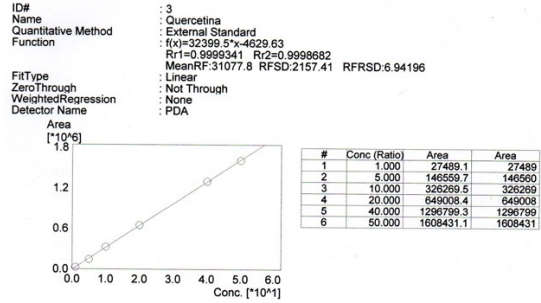 ID# : 3
Name : Quercetina
Quantitative Method : External Standard
Function : f(x)=32399.5*x-4629.63
Rr1=0.9999341 Rr2=0.9998682
MeanRF:31077.8 RFSD:2157.41 RFRSD:6.94196
FitType : Linear
ZeroThrough : Not Through
WeightedRegression : None
Detector Name : PDA
Area
[*10^6]
1.8
1.2
0.6
0.0
0.0 1.0 2.0 3.0 4.0 5.0 6.0
Conc. [*10^1]
# Conc (Ratio) Area Area
1 1.000 27489.1 27489
2 5.000 146559.7 146560
3 10.000 326269.5 326269
4 20.000 649008.4 649008
5 40.000 1296799.3 1296799
6 50.000 1608431.1 1608431